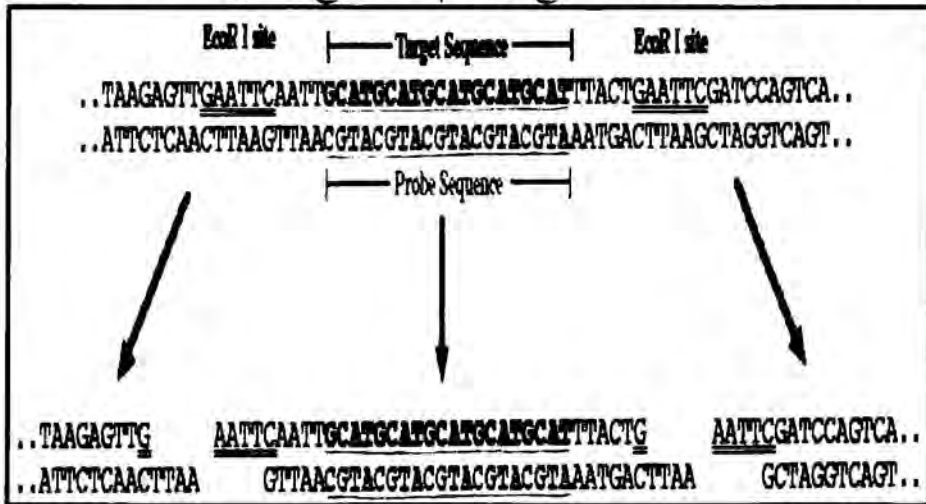 EcoR I site Target Sequence EcoR I site
..TAAGAGTTGAATTCAATTGCATGCATGCATGCATGCATTTACTGAATTCGATCCAGTCA..
..ATTCTCAACTTAAGTTAACGTACGTACGTACGTACGTAAATGACTTAAGCTAGGTCAGT..
Probe Sequence
..TAAGAGTTG AATTCAATTGCATGCATGCATGCATGCATTTACTG AATTCGATCCAGTCA..
..ATTCTCAACTTAA GTTAACGTACGTACGTACGTACGTAAATGACTTAA GCTAGGTCAGT..